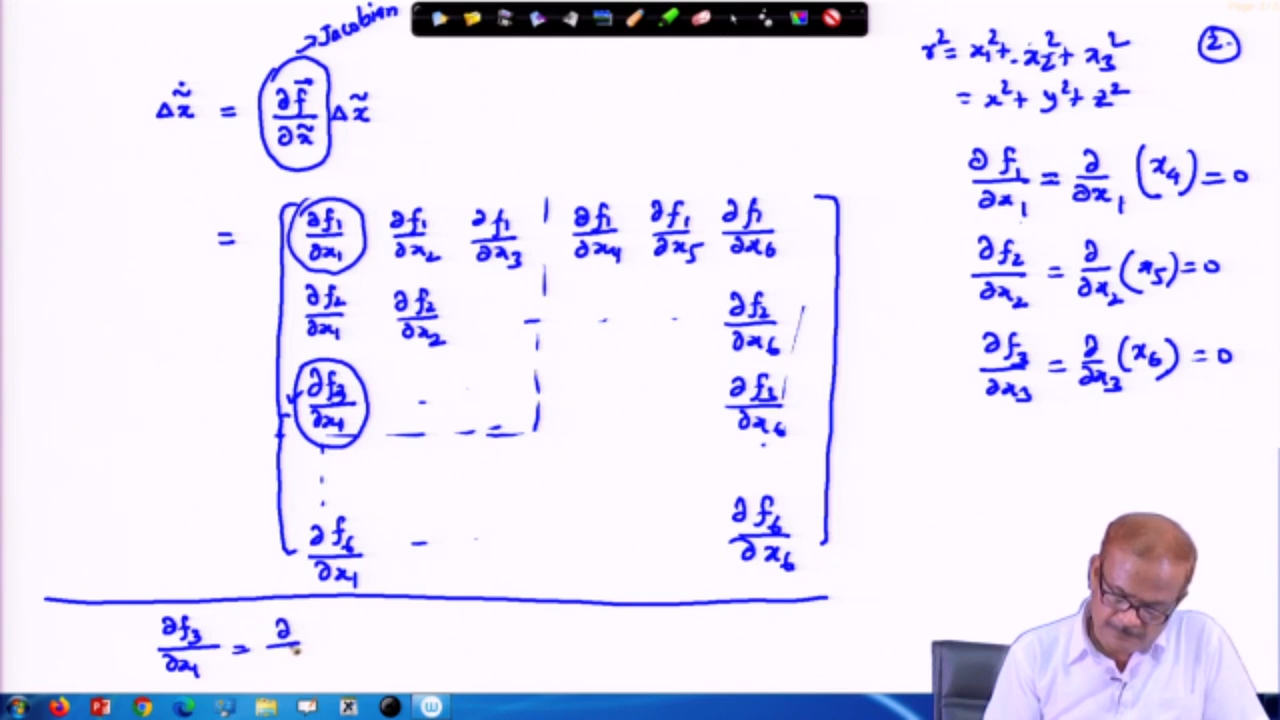 →Jacobian
Δẋ̃ = ∂f⃗/∂x̃ Δx̃
= [ ∂f₁/∂x₁ ∂f₁/∂x₂ ∂f₁/∂x₃ ∂f₁/∂x₄ ∂f₁/∂x₅ ∂f₁/∂x₆
∂f₂/∂x₁ ∂f₂/∂x₂ - . . ∂f₂/∂x₆
∂f₃/∂x₁ . . ∂f₃/∂x₆
∂f₆/∂x₁ - . ∂f₆/∂x₆ ]
∂f₃/∂x₁ = ∂/
r² = x₁² + x₂² + x₃²
②
= x² + y² + z²
∂f₁/∂x₁ = ∂/∂x₁ (x₄) = 0
∂f₂/∂x₂ = ∂/∂x₂ (x₅) = 0
∂f₃/∂x₃ = ∂/∂x₃ (x₆) = 0